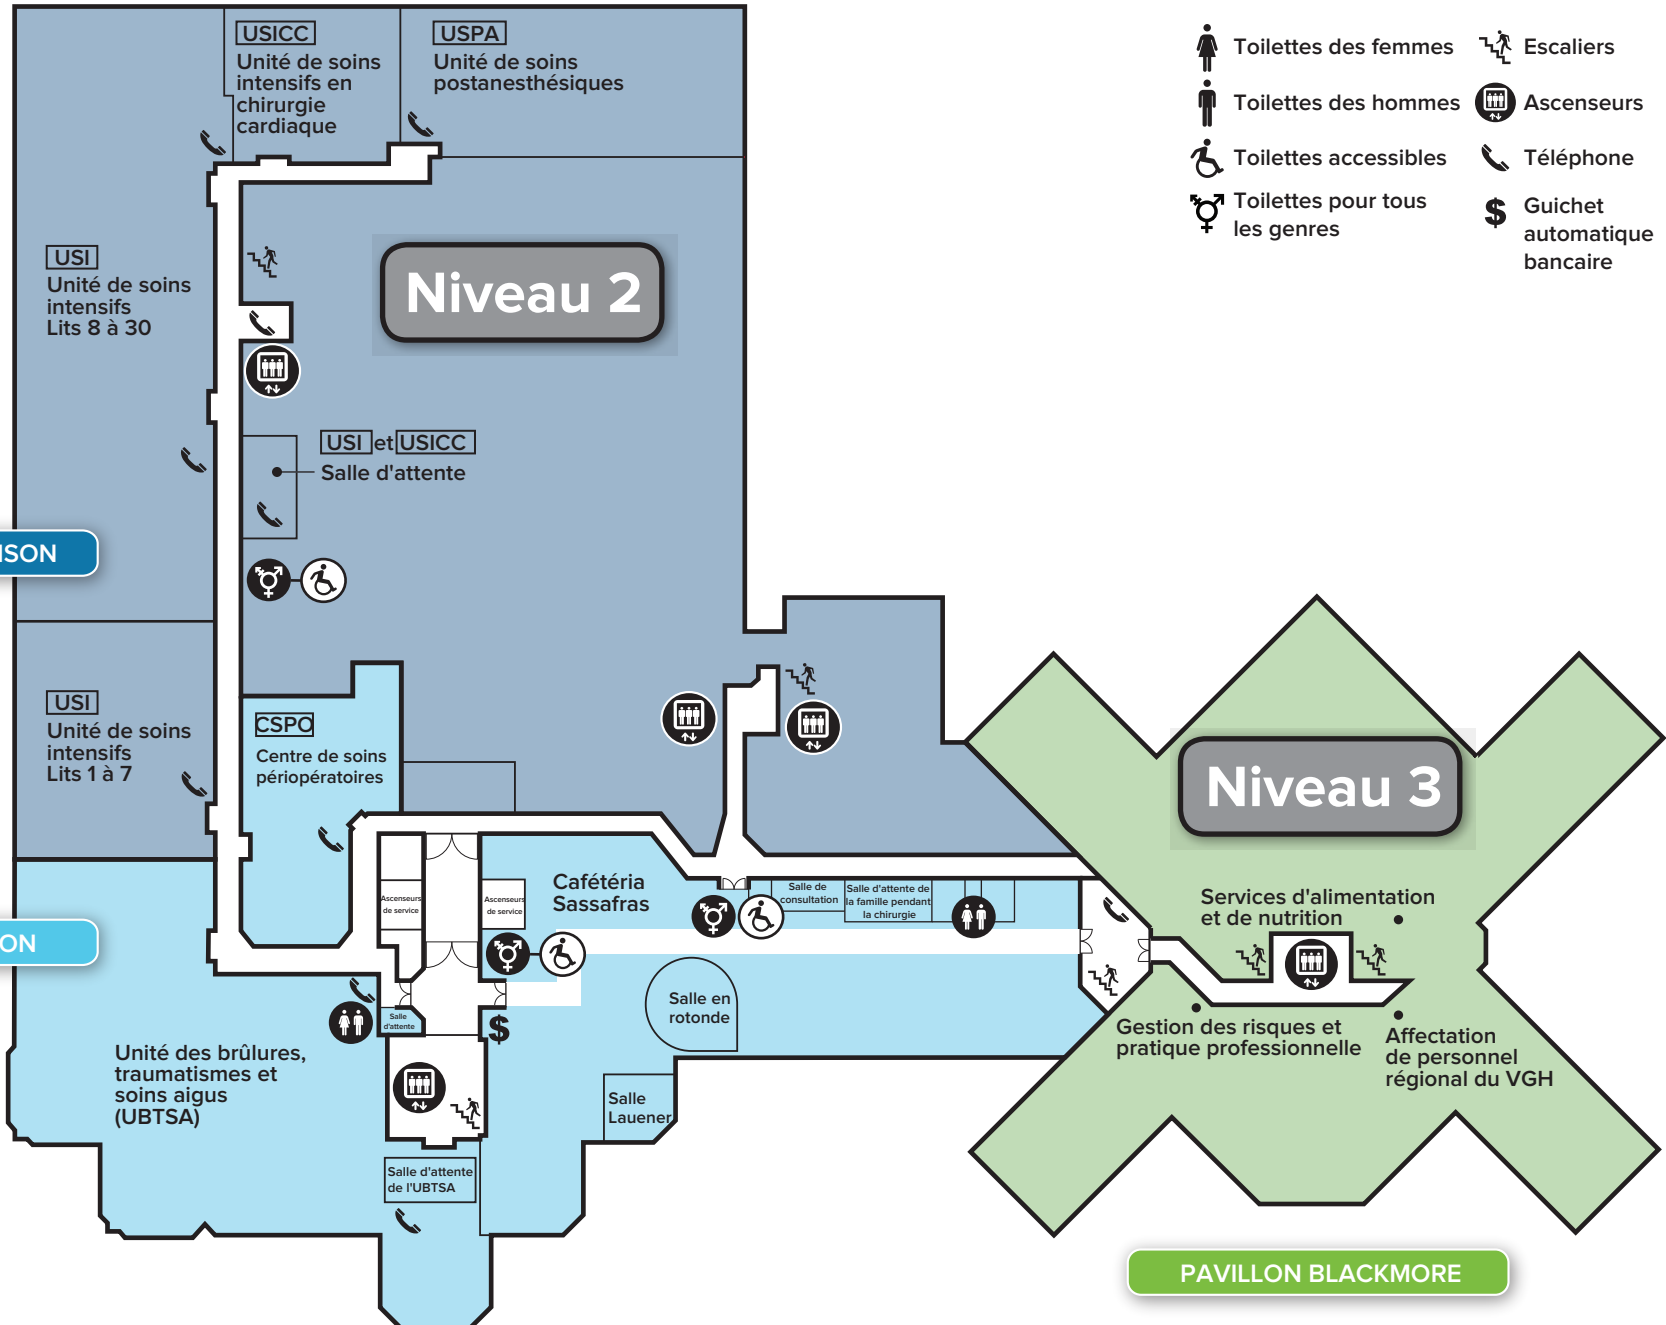 USICC
Unité de soins
intensifs en
chirurgie
cardiaque
USPA
Unité de soins
postanesthésiques
Toilettes des femmes
Toilettes des hommes
Toilettes accessibles
Toilettes pour tous
les genres
Escaliers
Ascenseurs
Téléphone
$ Guichet
automatique
bancaire
USI
Unité de soins
intensifs
Lits 8 à 30
Niveau 2
USI et USICC
Salle d'attente
ISON
USI
Unité de soins
intensifs
Lits 1 à 7
CSPO
Centre de soins
périopératoires
Niveau 3
Cafétéria
Sassafras
Ascenseurs
de service
Ascenseurs
de service
Salle de
consultation
Salle d'attente de
la famille pendant
la chirurgie
Services d'alimentation
et de nutrition
ON
Salle en
rotonde
Salle
d'attente
$
Gestion des risques et
pratique professionnelle
Affectation
de personnel
régional du VGH
Unité des brûlures,
traumatismes et
soins aigus
(UBTSA)
Salle
Lauener
Salle d'attente
de l'UBTSA
PAVILLON BLACKMORE